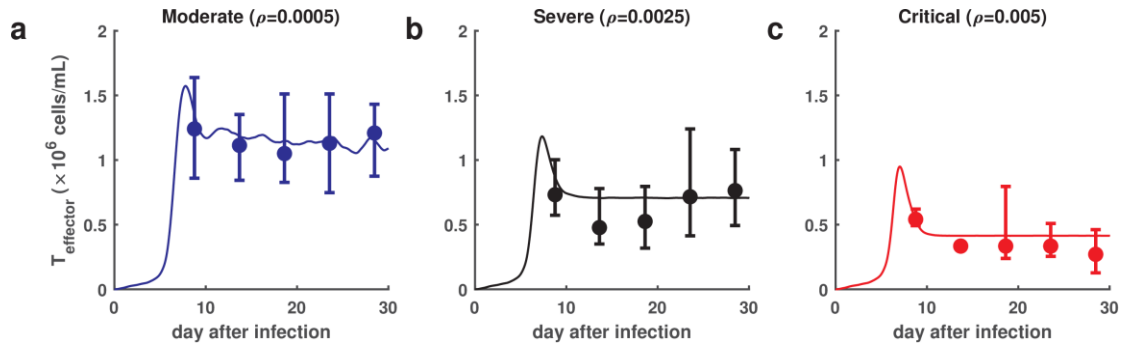 a
Moderate (ρ=0.0005)
T_effector (×10^6 cells/mL)
2
1.5
1
0.5
0
0 10 20 30
day after infection
b
Severe (ρ=0.0025)
2
1.5
1
0.5
0
0 10 20 30
day after infection
c
Critical (ρ=0.005)
2
1.5
1
0.5
0
0 10 20 30
day after infection